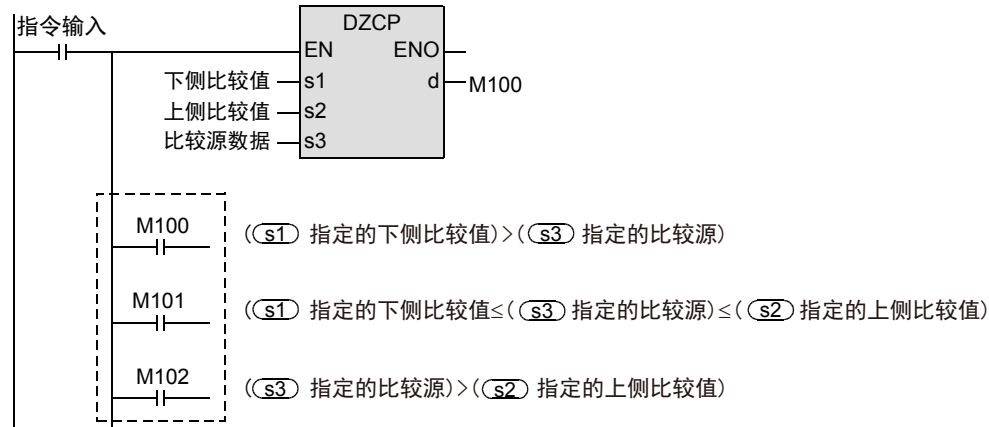 指令输入
DZCP
EN ENO
下侧比较值 s1 d M100
上侧比较值 s2
比较源数据 s3
M100 (s1 指定的下侧比较值)>(s3 指定的比较源)
M101 (s1 指定的下侧比较值≤(s3 指定的比较源)≤(s2 指定的上侧比较值)
M102 (s3 指定的比较源)>(s2 指定的上侧比较值)